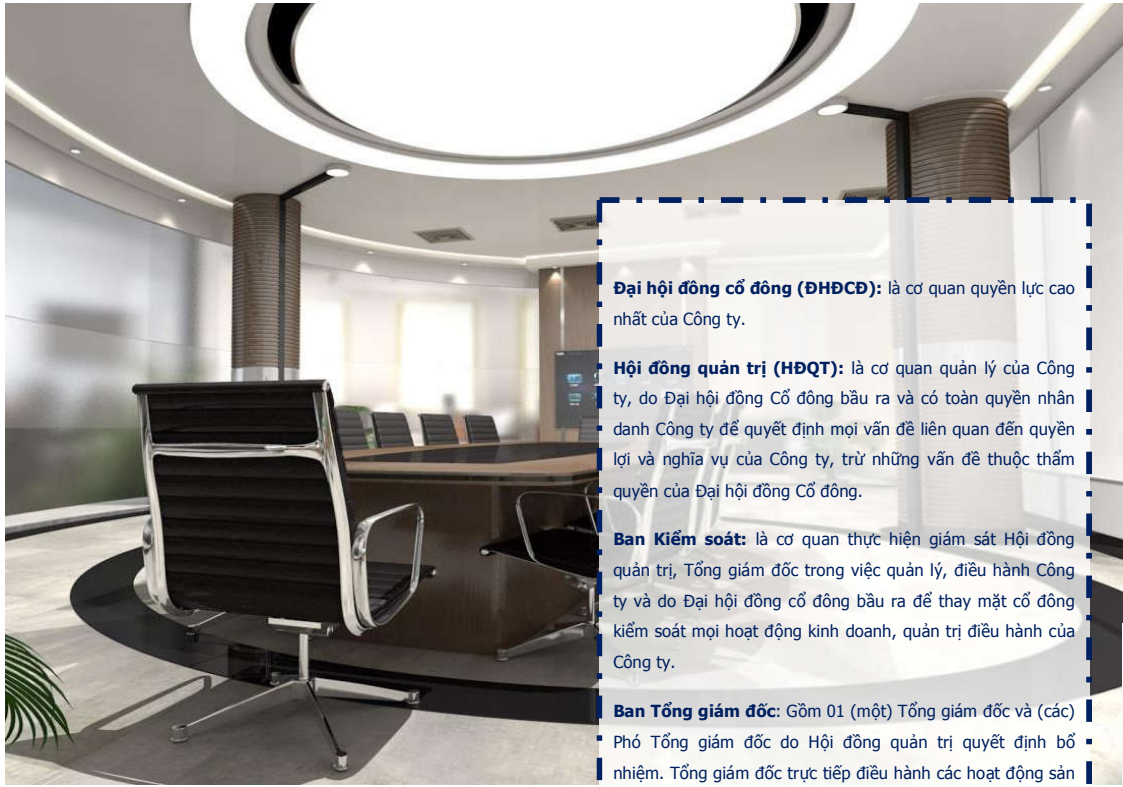 Đại hội đồng cổ đông (ĐHĐCĐ): là cơ quan quyền lực cao
nhất của Công ty.
Hội đồng quản trị (HĐQT): là cơ quan quản lý của Công
ty, do Đại hội đồng Cổ đông bầu ra và có toàn quyền nhân
danh Công ty để quyết định mọi vấn đề liên quan đến quyền
lợi và nghĩa vụ của Công ty, trừ những vấn đề thuộc thẩm
quyền của Đại hội đồng Cổ đông.
Ban Kiểm soát: là cơ quan thực hiện giám sát Hội đồng
quản trị, Tổng giám đốc trong việc quản lý, điều hành Công
ty và do Đại hội đồng cổ đông bầu ra để thay mặt cổ đông
kiểm soát mọi hoạt động kinh doanh, quản trị điều hành của
Công ty.
Ban Tổng giám đốc: Gồm 01 (một) Tổng giám đốc và (các)
Phó Tổng giám đốc do Hội đồng quản trị quyết định bổ
nhiệm. Tổng giám đốc trực tiếp điều hành các hoạt động sản